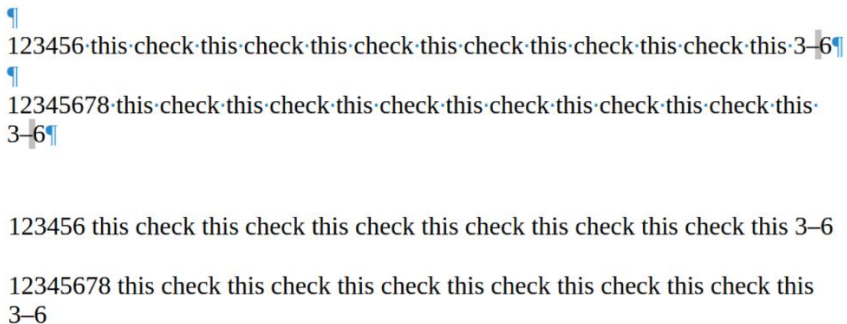 ¶
123456·this·check·this·check·this·check·this·check·this·check·this·check·this·3–6¶
¶
12345678·this·check·this·check·this·check·this·check·this·check·this·check·this·
3–6¶
123456 this check this check this check this check this check this check this 3–6
12345678 this check this check this check this check this check this check this
3–6